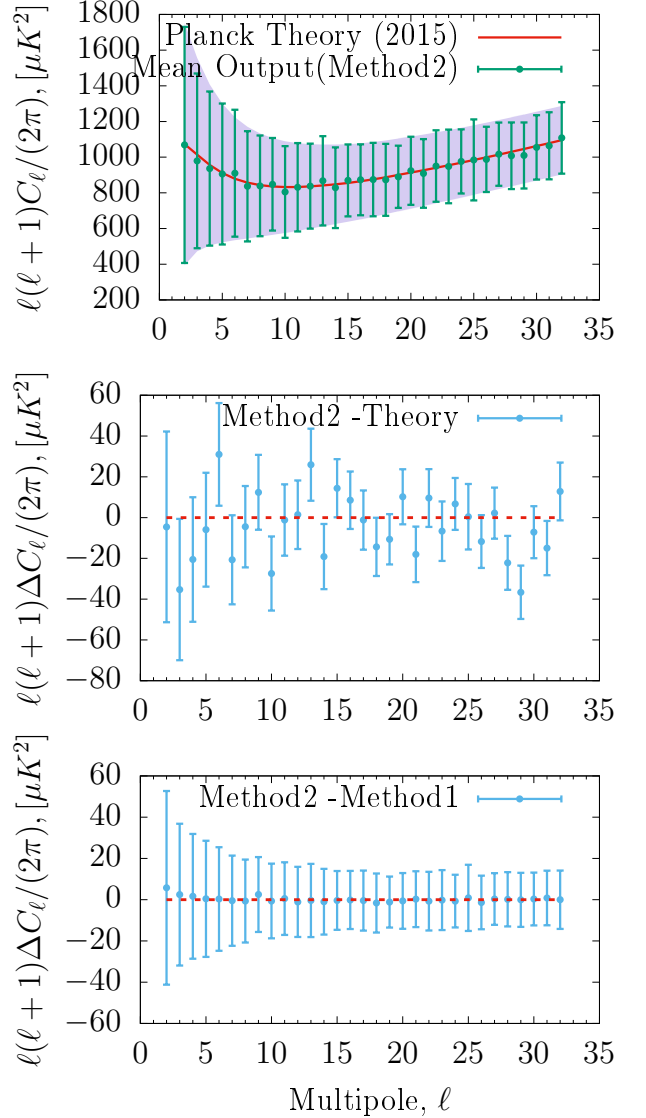 ℓ(ℓ + 1)C_ℓ/(2π), [μK²]
1800
1600
1400
1200
1000
800
600
400
200
Planck Theory (2015)
Mean Output(Method2)
0 5 10 15 20 25 30 35
ℓ(ℓ + 1)ΔC_ℓ/(2π), [μK²]
60
40
20
0
−20
−40
−60
−80
Method2 -Theory
0 5 10 15 20 25 30 35
ℓ(ℓ + 1)ΔC_ℓ/(2π), [μK²]
60
40
20
0
−20
−40
−60
Method2 -Method1
0 5 10 15 20 25 30 35
Multipole, ℓ